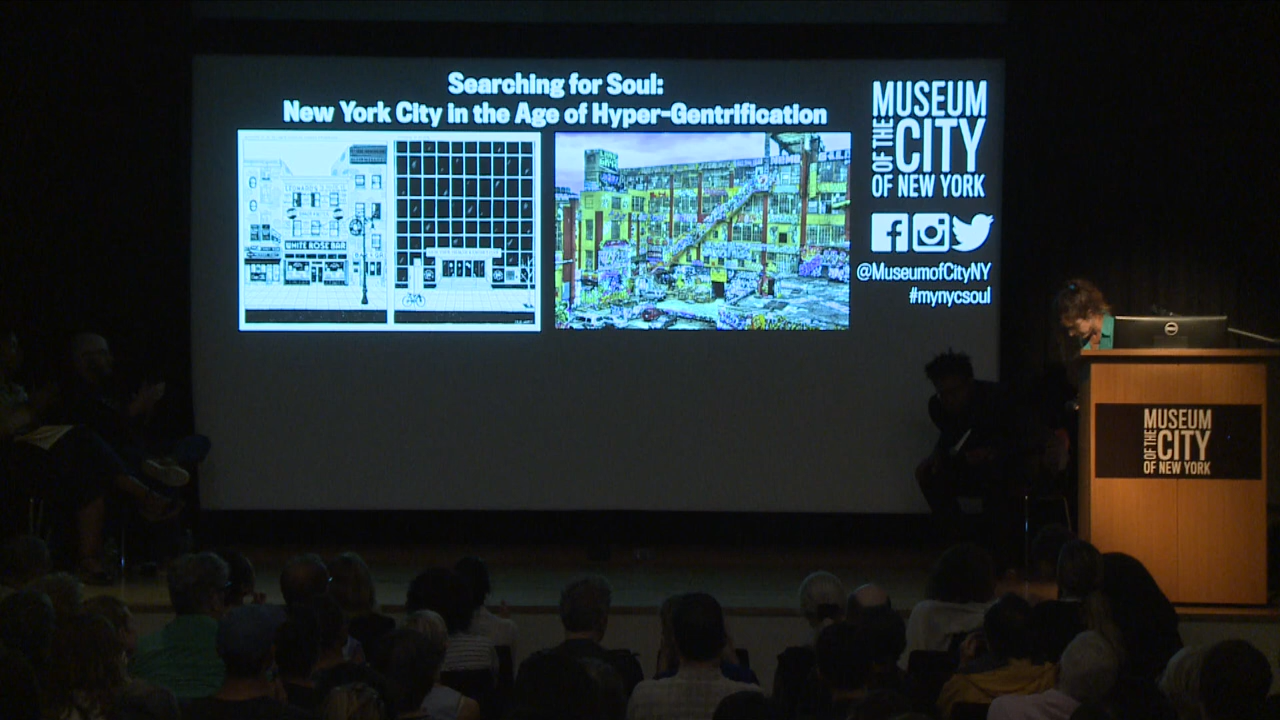 Searching for Soul:
New York City in the Age of Hyper-Gentrification
MUSEUM
OF THE
CITY
OF NEW YORK
@MuseumofCityNY
#mynycsoul
WHITE ROSE BAR
DELL
MUSEUM
OF THE
CITY
OF NEW YORK